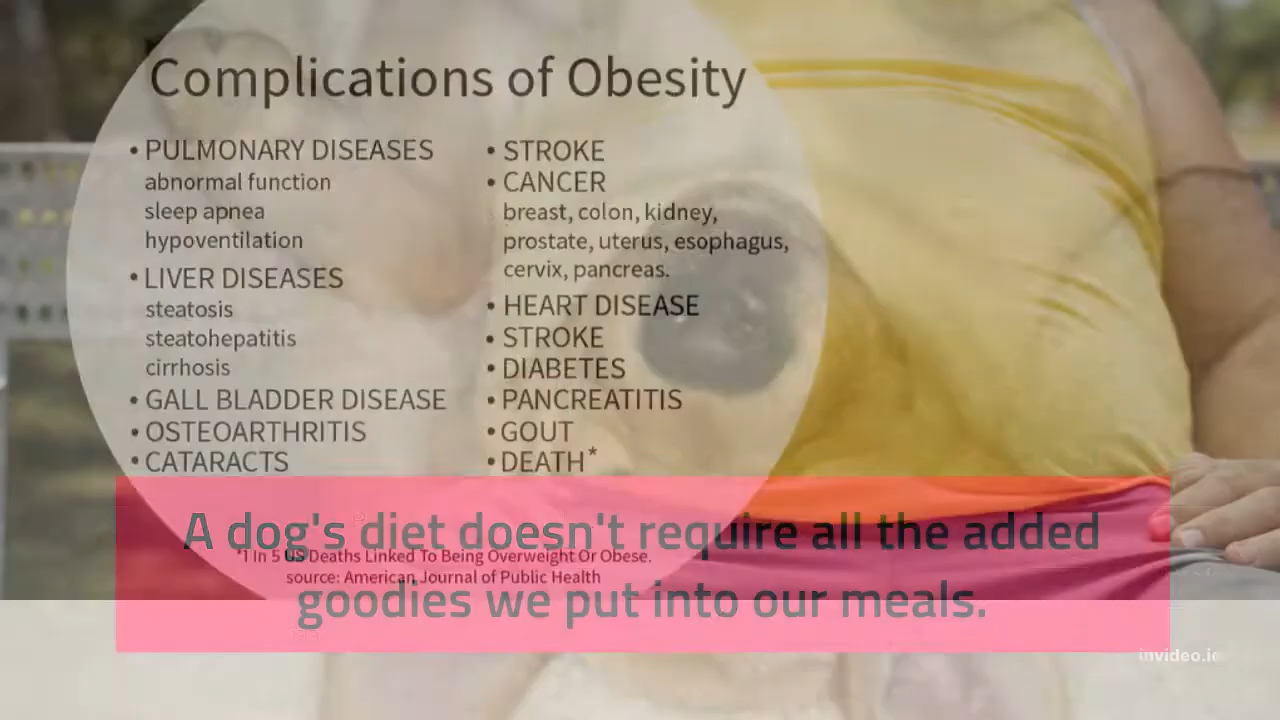 Complications of Obesity
• PULMONARY DISEASES
abnormal function
sleep apnea
hypoventilation
• LIVER DISEASES
steatosis
steatohepatitis
cirrhosis
• GALL BLADDER DISEASE
• OSTEOARTHRITIS
• CATARACTS
• STROKE
• CANCER
breast, colon, kidney,
prostate, uterus, esophagus,
cervix, pancreas.
• HEART DISEASE
• STROKE
• DIABETES
• PANCREATITIS
• GOUT
• DEATH*
A dog's diet doesn't require all the added
goodies we put into our meals.
*1 In 5 US Deaths Linked To Being Overweight Or Obese.
source: American Journal of Public Health
invideo.io